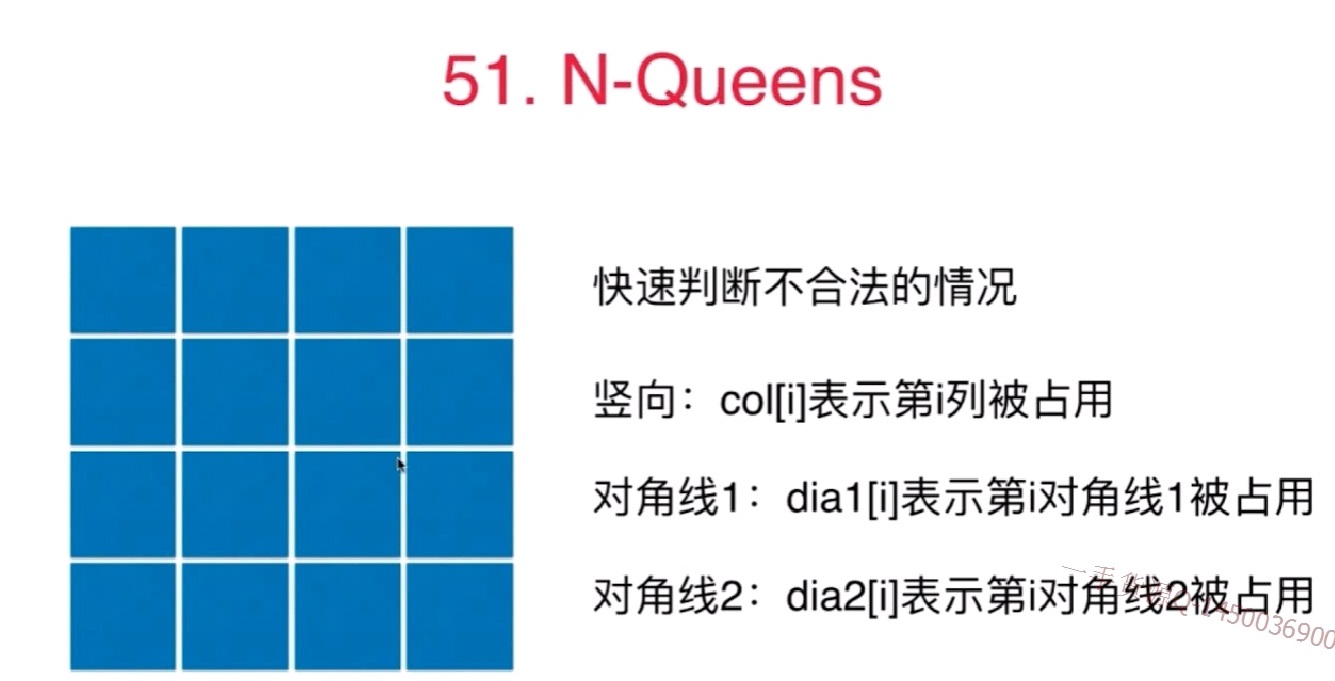 51. N-Queens
快速判断不合法的情况
竖向：col[i]表示第i列被占用
对角线1：dia1[i]表示第i对角线1被占用
对角线2：dia2[i]表示第i对角线2被占用